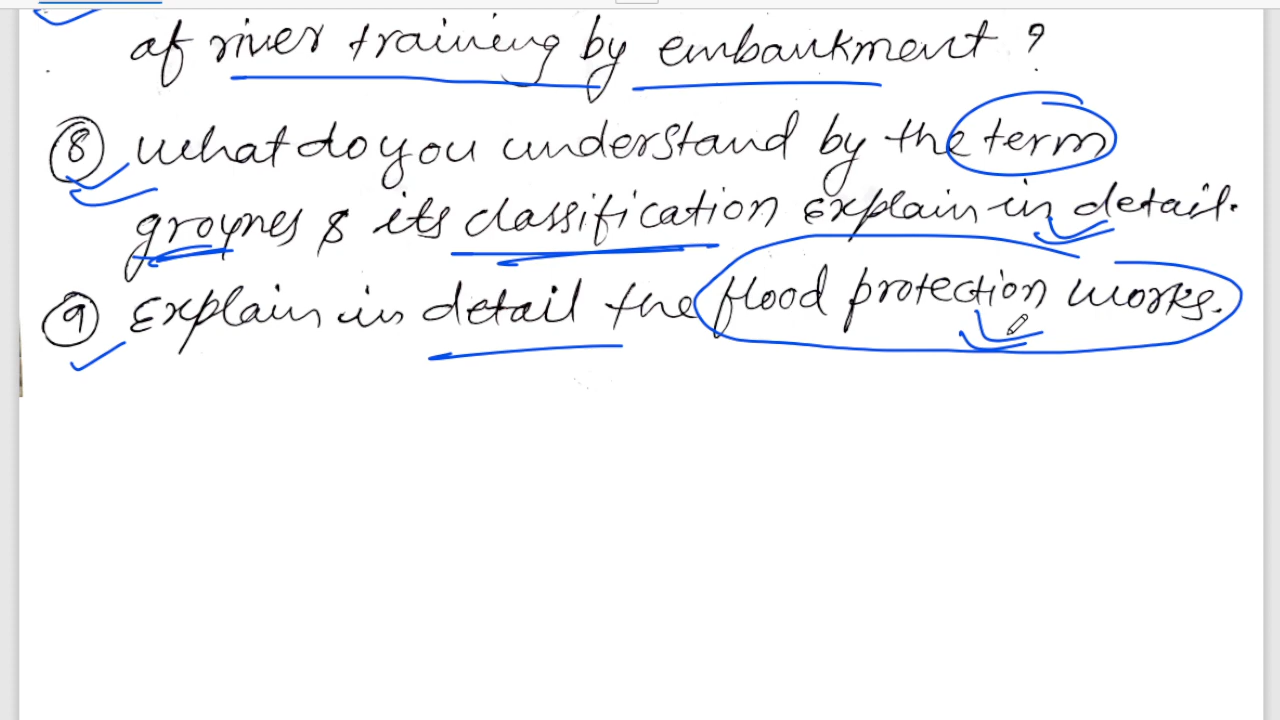 of river training by embankment ?
⑧ What do you understand by the term
groynes & its classification explain in detail.
⑨ Explain in detail the flood protection works.